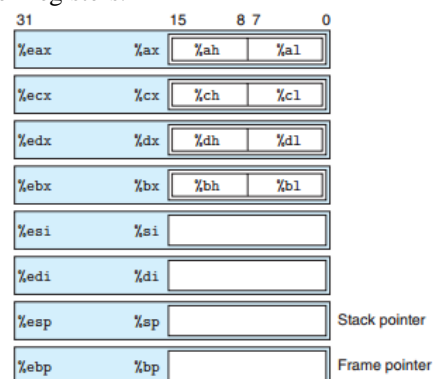 31 15 8 7 0
%eax %ax %ah %al
%ecx %cx %ch %cl
%edx %dx %dh %dl
%ebx %bx %bh %bl
%esi %si
%edi %di
%esp %sp Stack pointer
%ebp %bp Frame pointer